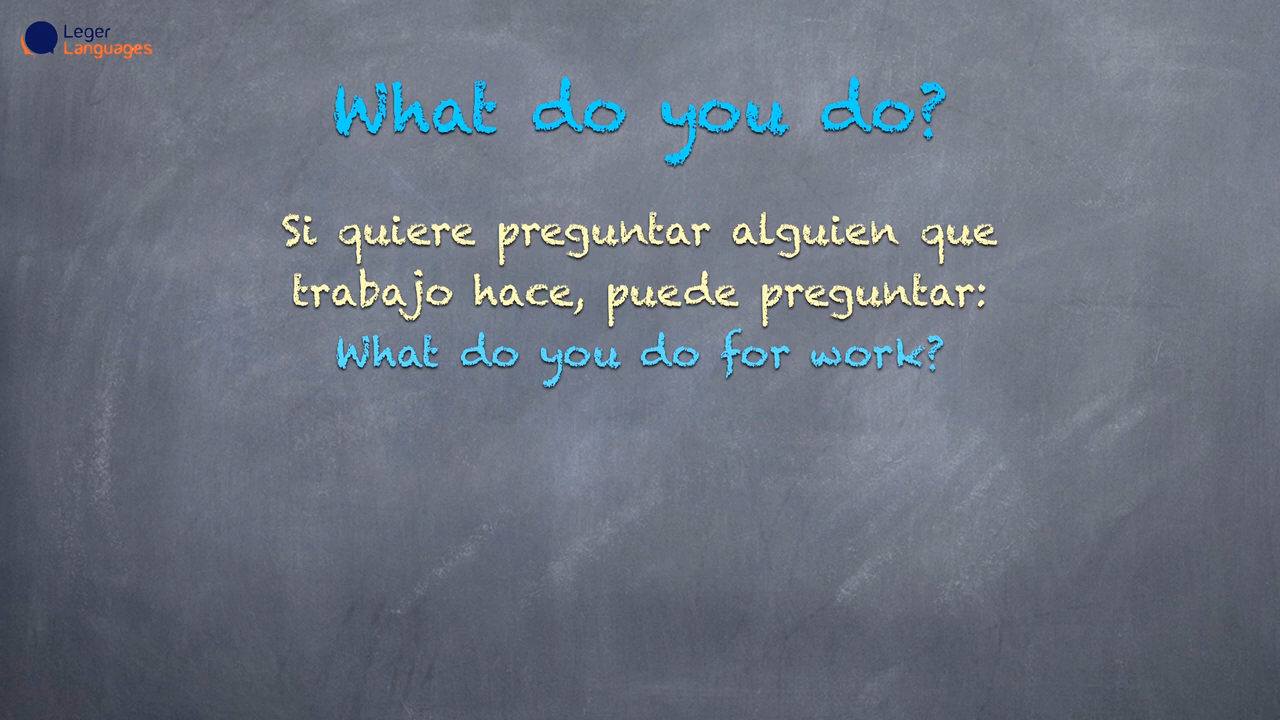 Leger
Languages
What do you do?
Si quiere preguntar alguien que
trabajo hace, puede preguntar:
What do you do for work?